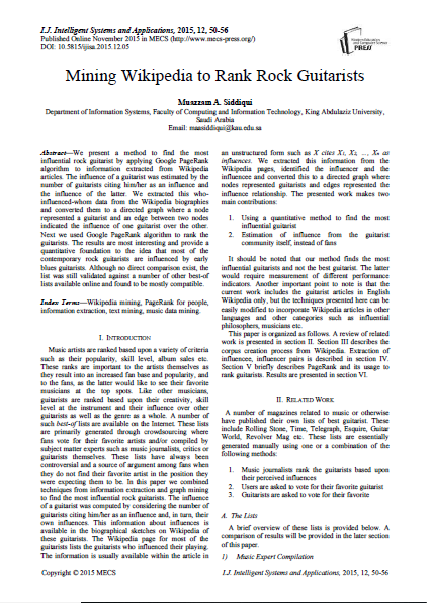 I.J. Intelligent Systems and Applications, 2015, 12, 50-56
Published Online November 2015 in MECS (http://www.mecs-press.org/)
DOI: 10.5815/ijisa.2015.12.05
Modern Education
and Computer Science
PRESS
Mining Wikipedia to Rank Rock Guitarists
Muazzam A. Siddiqui
Department of Information Systems, Faculty of Computing and Information Technology, King Abdulaziz University,
Saudi Arabia
Email: maasiddiqui@kau.edu.sa
Abstract—We present a method to find the most
influential rock guitarist by applying Google PageRank
algorithm to information extracted from Wikipedia
articles. The influence of a guitarist was estimated by the
number of guitarists citing him/her as an influence and
the influence of the latter. We extracted this who-
influenced-whom data from the Wikipedia biographies
and converted them to a directed graph where a node
represented a guitarist and an edge between two nodes
indicated the influence of one guitarist over the other.
Next we used Google PageRank algorithm to rank the
guitarists. The results are most interesting and provide a
quantitative foundation to the idea that most of the
contemporary rock guitarists are influenced by early
blues guitarists. Although no direct comparison exist, the
list was still validated against a number of other best-of
lists available online and found to be mostly compatible.
Index Terms—Wikipedia mining, PageRank for people,
information extraction, text mining, music data mining.
I. INTRODUCTION
Music artists are ranked based upon a variety of criteria
such as their popularity, skill level, album sales etc.
These ranks are important to the artists themselves as
they result into an increased fan base and popularity, and
to the fans, as the latter would like to see their favorite
musicians at the top spots. Like other musicians,
guitarists are ranked based upon their creativity, skill
level at the instrument and their influence over other
guitarists as well as the genre as a whole. A number of
such best-of lists are available on the Internet. These lists
are primarily generated through crowdsourcing where
fans vote for their favorite artists and/or compiled by
subject matter experts such as music journalists, critics or
guitarists themselves. These lists have always been
controversial and a source of argument among fans when
they do not find their favorite artist in the position they
were expecting them to be. In this paper we combined
techniques from information extraction and graph mining
to find the most influential rock guitarists. The influence
of a guitarist was computed by considering the number of
guitarists citing him/her as an influence and, in turn, their
own influences. This information about influences is
available in the biographical sketches on Wikipedia of
these guitarists. The Wikipedia page for most of the
guitarists lists the guitarists who influenced their playing.
The information is usually available within the article in
an unstructured form such as X cites X₁, X₂, …, Xₙ as
influences. We extracted this information from the
Wikipedia pages, identified the influencer and the
influencee and converted this to a directed graph where
nodes represented guitarists and edges represented the
influence relationship. The presented work makes two
main contributions:
1. Using a quantitative method to find the most
influential guitarist
2. Estimation of influence from the guitarist
community itself, instead of fans
It should be noted that our method finds the most
influential guitarists and not the best guitarist. The latter
would require measurement of different performance
indicators. Another important point to note is that the
current work includes the guitarist articles in English
Wikipedia only, but the techniques presented here can be
easily modified to incorporate Wikipedia articles in other
languages and other categories such as influential
philosophers, musicians etc.
This paper is organized as follows. A review of related
work is presented in section II. Section III describes the
corpus creation process from Wikipedia. Extraction of
influencee, influencer pairs is described in section IV.
Section V briefly describes PageRank and its usage to
rank guitarists. Results are presented in section VI.
II. RELATED WORK
A number of magazines related to music or otherwise
have published their own lists of best guitarist. These
include Rolling Stone, Time, Telegraph, Esquire, Guitar
World, Revolver Mag etc. These lists are essentially
generated manually using one or a combination of the
following methods:
1. Music journalists rank the guitarists based upon
their perceived influences
2. Users are asked to vote for their favorite guitarist
3. Guitarists are asked to vote for their favorite
A. The Lists
A brief overview of these lists is provided below. A
comparison of results will be provided in the later section
of this paper.
1) Music Expert Compilation
Copyright © 2015 MECS
I.J. Intelligent Systems and Applications, 2015, 12, 50-56